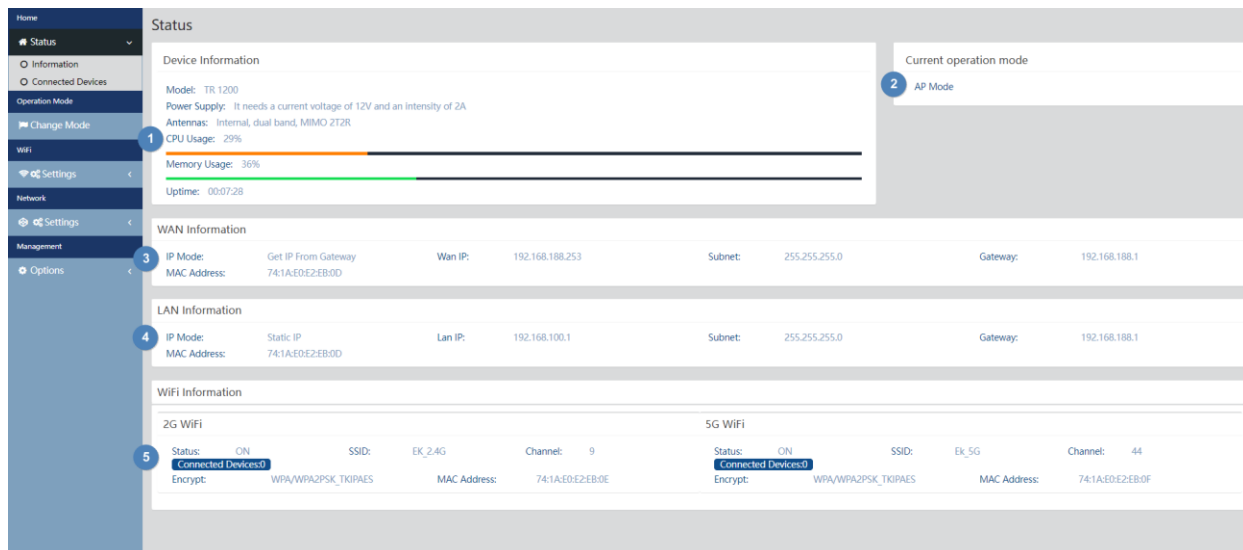 Home
Status
Information
Connected Devices
Operation Mode
Change Mode
WiFi
Settings
Network
Settings
Management
Options
Status
Device Information
Model: TR 1200
Power Supply: It needs a current voltage of 12V and an intensity of 2A
Antennas: Internal, dual band, MIMO 2T2R
1
CPU Usage: 29%
Memory Usage: 36%
Uptime: 00:07:28
Current operation mode
2
AP Mode
WAN Information
3
IP Mode: Get IP From Gateway Wan IP: 192.168.188.253 Subnet: 255.255.255.0 Gateway: 192.168.188.1
MAC Address: 74:1A:E0:E2:EB:0D
LAN Information
4
IP Mode: Static IP Lan IP: 192.168.100.1 Subnet: 255.255.255.0 Gateway: 192.168.188.1
MAC Address: 74:1A:E0:E2:EB:0D
WiFi Information
2G WiFi
5
Status: ON SSID: EK_2.4G Channel: 9
Connected Devices:0
Encrypt: WPA/WPA2PSK_TKIPAES MAC Address: 74:1A:E0:E2:EB:0E
5G WiFi
Status: ON SSID: Ek_5G Channel: 44
Connected Devices:0
Encrypt: WPA/WPA2PSK_TKIPAES MAC Address: 74:1A:E0:E2:EB:0F